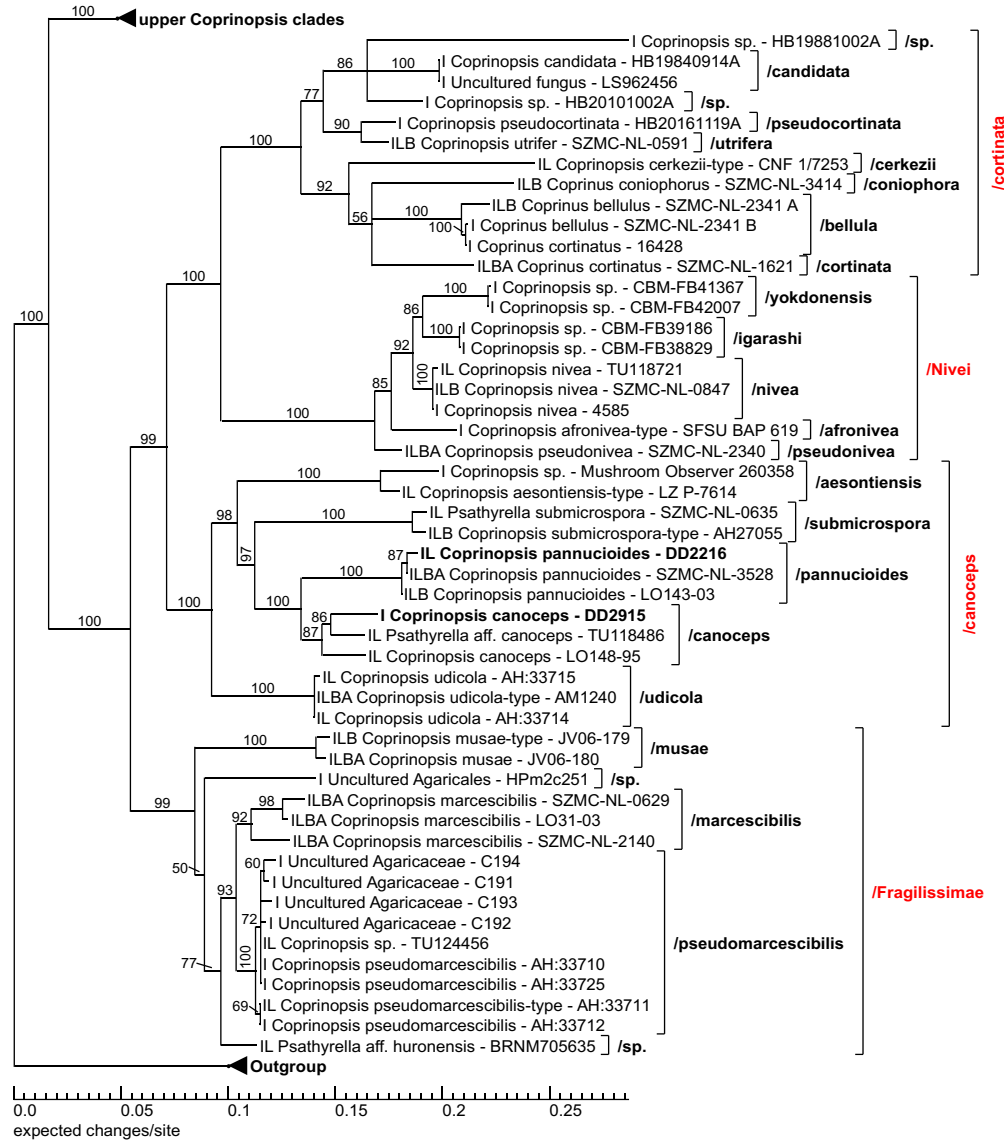 100
upper Coprinopsis clades
I Coprinopsis sp. - HB19881002A /sp.
86
100
I Coprinopsis candidata - HB19840914A
/candidata
I Uncultured fungus - LS962456
77
I Coprinopsis sp. - HB20101002A /sp.
90
I Coprinopsis pseudocortinata - HB20161119A /pseudocortinata
100
ILB Coprinopsis utrifer - SZMC-NL-0591 /utrifera
/cortinata
IL Coprinopsis cerkezii-type - CNF 1/7253 /cerkezii
92
ILB Coprinus coniophorus - SZMC-NL-3414 /coniophora
56
100
ILB Coprinus bellulus - SZMC-NL-2341 A
100
I Coprinus bellulus - SZMC-NL-2341 B
/bellula
I Coprinus cortinatus - 16428
100
ILBA Coprinus cortinatus - SZMC-NL-1621 /cortinata
100
I Coprinopsis sp. - CBM-FB41367
/yokdonensis
I Coprinopsis sp. - CBM-FB42007
86
100
I Coprinopsis sp. - CBM-FB39186
/igarashi
I Coprinopsis sp. - CBM-FB38829
92
100
IL Coprinopsis nivea - TU118721
/Nivei
85
ILB Coprinopsis nivea - SZMC-NL-0847 /nivea
100
I Coprinopsis nivea - 4585
I Coprinopsis afronivea-type - SFSU BAP 619 /afronivea
99
ILBA Coprinopsis pseudonivea - SZMC-NL-2340 /pseudonivea
100
100
I Coprinopsis sp. - Mushroom Observer 260358
/aesontiensis
IL Coprinopsis aesontiensis-type - LZ P-7614
98
100
IL Psathyrella submicrospora - SZMC-NL-0635
/submicrospora
ILB Coprinopsis submicrospora-type - AH27055
97
87
IL Coprinopsis pannucioides - DD2216
100
ILBA Coprinopsis pannucioides - SZMC-NL-3528 /pannucioides
ILB Coprinopsis pannucioides - LO143-03
100
100
86
I Coprinopsis canoceps - DD2915
/canoceps
87
IL Psathyrella aff. canoceps - TU118486 /canoceps
100
IL Coprinopsis canoceps - LO148-95
IL Coprinopsis udicola - AH:33715
100
ILBA Coprinopsis udicola-type - AM1240 /udicola
IL Coprinopsis udicola - AH:33714
100
ILB Coprinopsis musae-type - JV06-179
/musae
ILBA Coprinopsis musae - JV06-180
I Uncultured Agaricales - HPm2c251 /sp.
99
98
ILBA Coprinopsis marcescibilis - SZMC-NL-0629
92
ILBA Coprinopsis marcescibilis - LO31-03
/marcescibilis
ILBA Coprinopsis marcescibilis - SZMC-NL-2140
50
60
I Uncultured Agaricaceae - C194
I Uncultured Agaricaceae - C191
93
/Fragilissimae
I Uncultured Agaricaceae - C193
72
I Uncultured Agaricaceae - C192
IL Coprinopsis sp. - TU124456
/pseudomarcescibilis
77
100
I Coprinopsis pseudomarcescibilis - AH:33710
I Coprinopsis pseudomarcescibilis - AH:33725
69
IL Coprinopsis pseudomarcescibilis-type - AH:33711
I Coprinopsis pseudomarcescibilis - AH:33712
IL Psathyrella aff. huronensis - BRNM705635 /sp.
Outgroup
0.0 0.05 0.1 0.15 0.2 0.25
expected changes/site